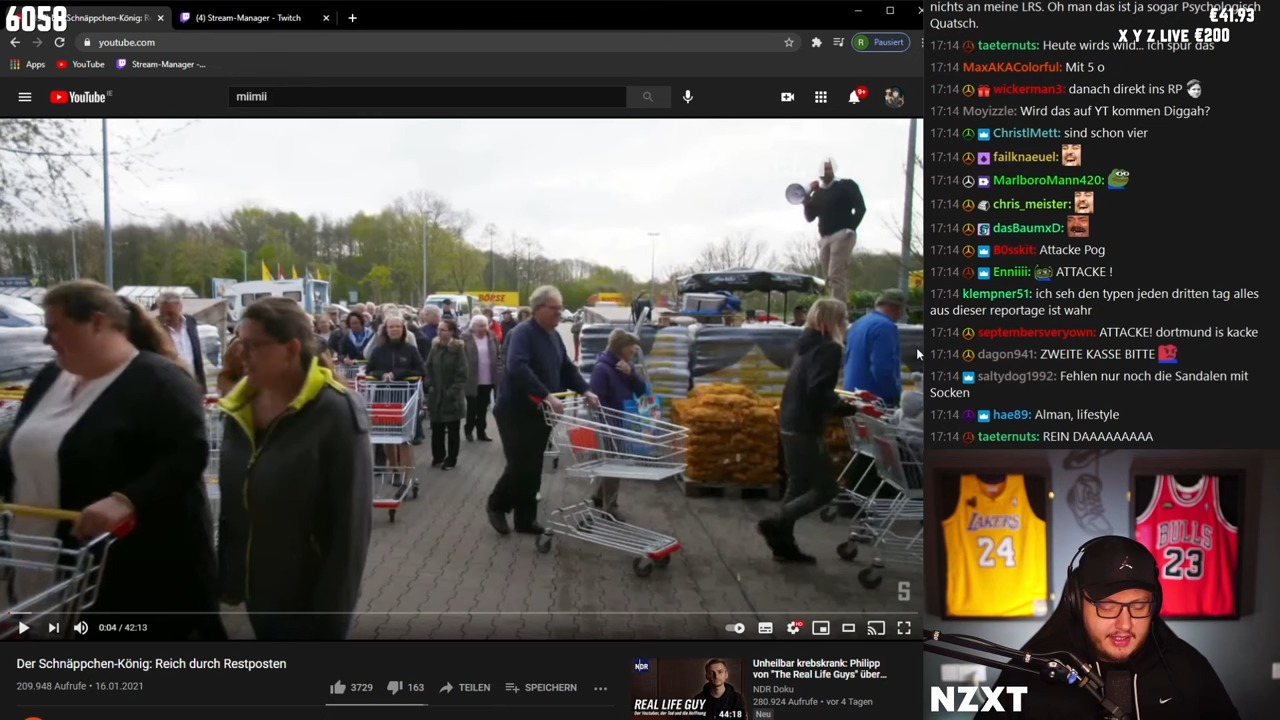 6058
Der Schnäppchen-König: R
(4) Stream-Manager - Twitch
youtube.com
R Pausiert
Apps
YouTube
Stream-Manager -...
YouTube IE
miimii
9+
BÖRSE
S
0:04 / 42:13
HD
Der Schnäppchen-König: Reich durch Restposten
209.948 Aufrufe • 16.01.2021
3729
163
TEILEN
SPEICHERN
NDR
REAL LIFE GUY
44:18
Unheilbar krebskrank: Philipp
von "The Real Life Guys" über...
NDR Doku
280.924 Aufrufe • vor 4 Tagen
Neu
nichts an meine LRS. Oh man das ist ja sogar Psychologisch
Quatsch.
€41.93
X Y Z LIVE €200
17:14 taeternuts: Heute wirds wild... ich spür das
17:14 MaxAKAColorful: Mit 5 o
17:14 wickerman3: danach direkt ins RP
17:14 Moyizzle: Wird das auf YT kommen Diggah?
17:14 ChristlMett: sind schon vier
17:14 failknaeuel:
17:14 MarlboroMann420:
17:14 chris_meister:
17:14 dasBaumxD:
17:14 B0sskit: Attacke Pog
17:14 Enniiii: ATTACKE !
17:14 klempner51: ich seh den typen jeden dritten tag alles
aus dieser reportage ist wahr
17:14 septembersveryown: ATTACKE! dortmund is kacke
17:14 dagon941: ZWEITE KASSE BITTE
17:14 saltydog1992: Fehlen nur noch die Sandalen mit
Socken
17:14 hae89: Alman, lifestyle
17:14 taeternuts: REIN DAAAAAAAAA
LAKERS
24
BULLS
23
NZXT